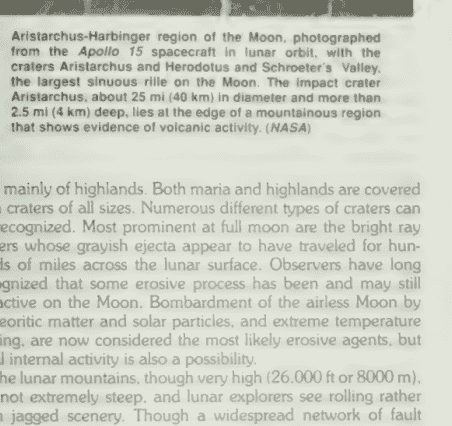 Aristarchus-Harbinger region of the Moon, photographed
from the Apollo 15 spacecraft in lunar orbit, with the
craters Aristarchus and Herodotus and Schroeter's Valley,
the largest sinuous rille on the Moon. The impact crater
Aristarchus, about 25 mi (40 km) in diameter and more than
2.5 mi (4 km) deep, lies at the edge of a mountainous region
that shows evidence of volcanic activity. (NASA)
mainly of highlands. Both maria and highlands are covered
craters of all sizes. Numerous different types of craters can
ecognized. Most prominent at full moon are the bright ray
ers whose grayish ejecta appear to have traveled for hun-
ds of miles across the lunar surface. Observers have long
ognized that some erosive process has been and may still
active on the Moon. Bombardment of the airless Moon by
eoritic matter and solar particles, and extreme temperature
ing, are now considered the most likely erosive agents, but
l internal activity is also a possibility.
he lunar mountains, though very high (26,000 ft or 8000 m),
not extremely steep, and lunar explorers see rolling rather
n jagged scenery. Though a widespread network of fault